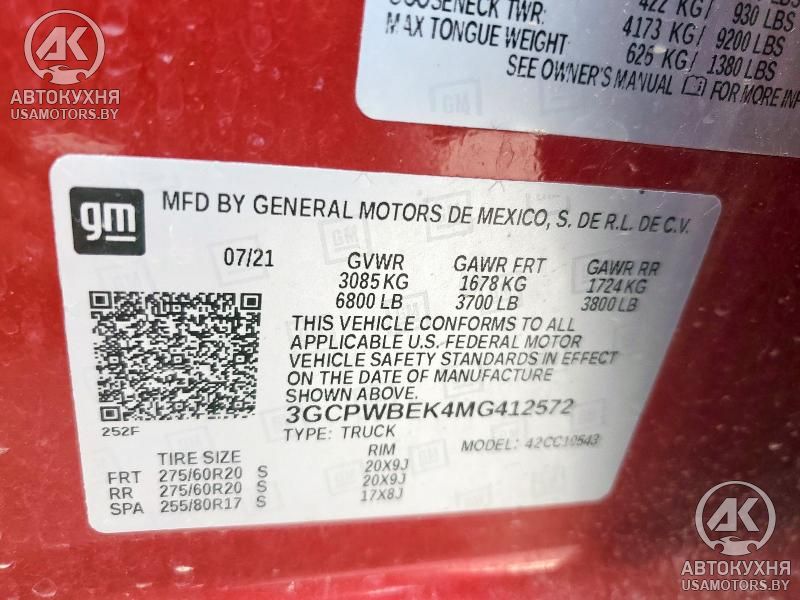 AK
АВТОКУХНЯ
USAMOTORS.BY
GOOSENECK TWR:
422 KG/ 930 LBS
MAX TONGUE WEIGHT
4173 KG / 9200 LBS
626 KG / 1380 LBS
SEE OWNER'S MANUAL FOR MORE INF
gm MFD BY GENERAL MOTORS DE MEXICO, S. DE R.L. DE C.V.
07/21 GVWR GAWR FRT GAWR RR
3085 KG 1678 KG 1724 KG
6800 LB 3700 LB 3800 LB
THIS VEHICLE CONFORMS TO ALL
APPLICABLE U.S. FEDERAL MOTOR
VEHICLE SAFETY STANDARDS IN EFFECT
ON THE DATE OF MANUFACTURE
SHOWN ABOVE.
252F
3GCPWBEK4MG412572
TYPE: TRUCK MODEL: 42CC10543
TIRE SIZE RIM
FRT 275/60R20 S 20X9J
RR 275/60R20 S 20X9J
SPA 255/80R17 S 17X8J
AK
АВТОКУХНЯ
USAMOTORS.BY